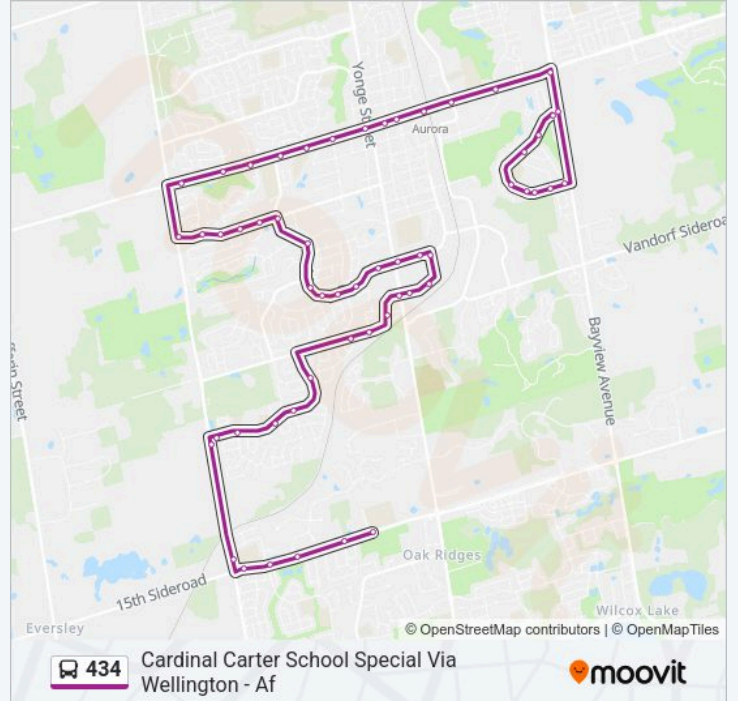 Yonge Street
Aurora
Vandorf Sideroa
Bayview Avenue
fferin Street
15th Sideroad
Oak Ridges
Wilcox Lake
Eversley
© OpenStreetMap contributors | © OpenMapTiles
434
Cardinal Carter School Special Via
Wellington - Af
moovit